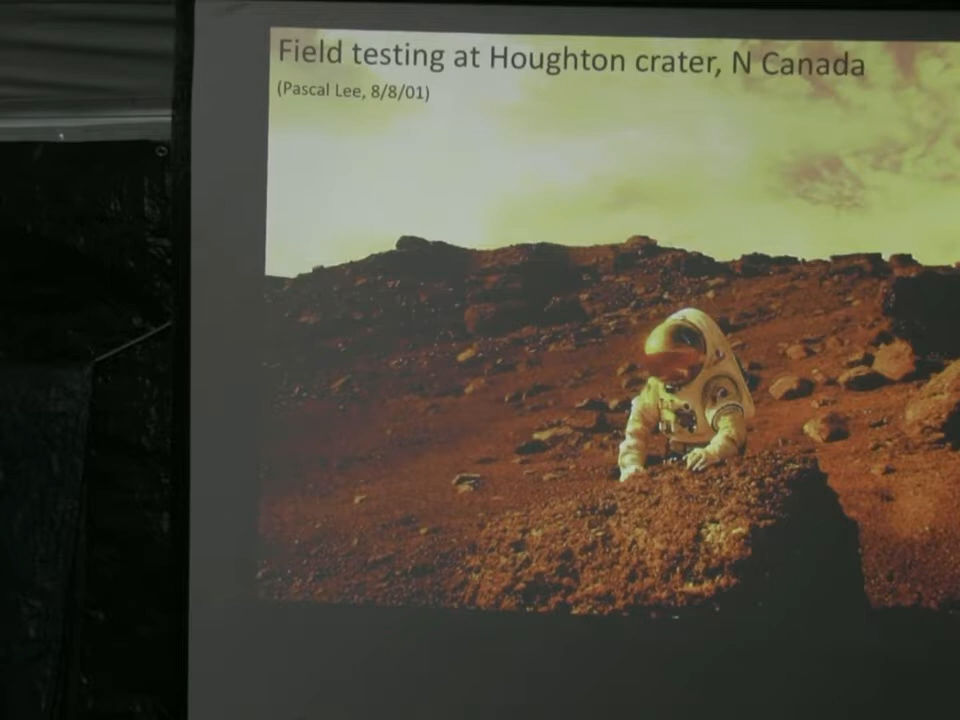 Field testing at Houghton crater, N Canada
(Pascal Lee, 8/8/01)